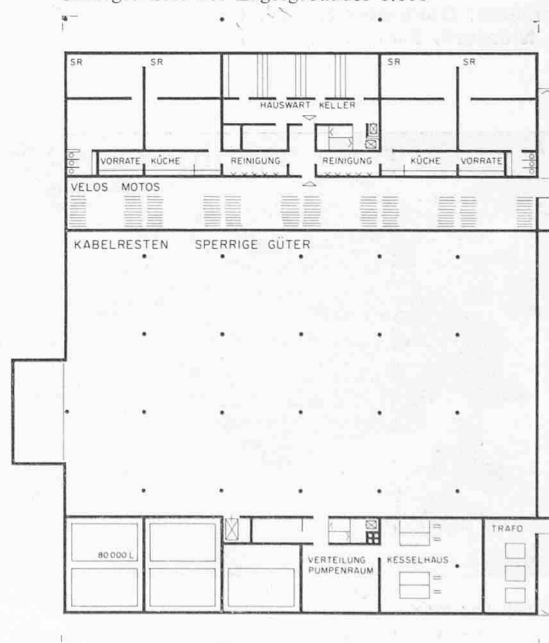 SR SR SR SR
HAUSWART KELLER
VORRATE KÜCHE REINIGUNG REINIGUNG KÜCHE VORRATE
VELOS MOTOS
KABELRESTEN SPERRIGE GÜTER
TRAFO
80 000 L
VERTEILUNG KESSELHAUS
PUMPENRAUM